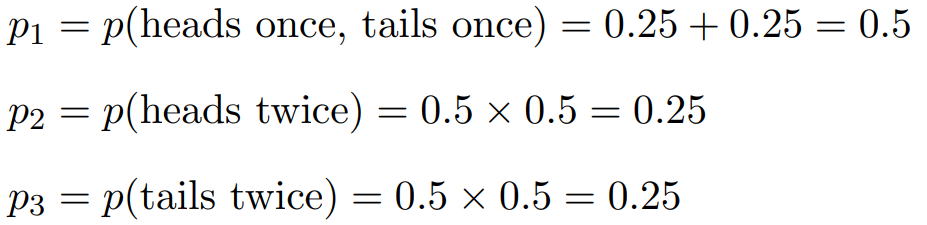 p₁ = p(heads once, tails once) = 0.25 + 0.25 = 0.5
p₂ = p(heads twice) = 0.5 × 0.5 = 0.25
p₃ = p(tails twice) = 0.5 × 0.5 = 0.25